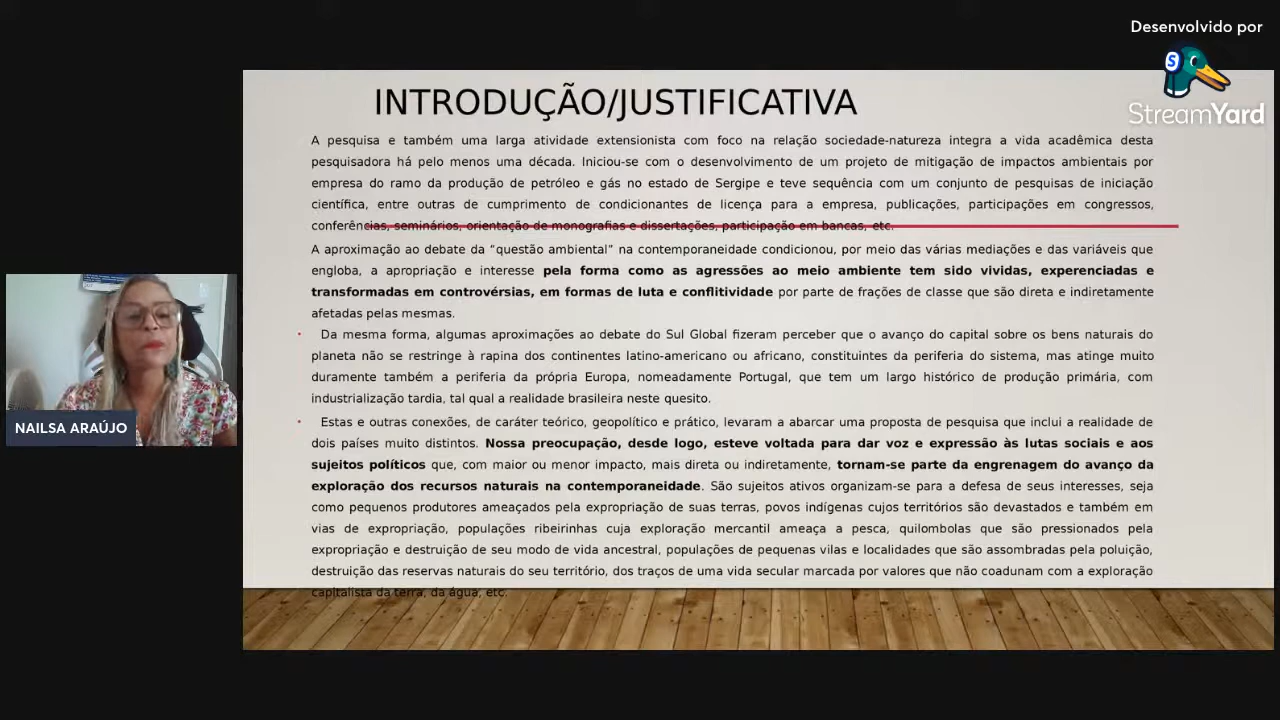 Desenvolvido por
StreamYard
INTRODUÇÃO/JUSTIFICATIVA
A pesquisa e também uma larga atividade extensionista com foco na relação sociedade-natureza integra a vida acadêmica desta
pesquisadora há pelo menos uma década. Iniciou-se com o desenvolvimento de um projeto de mitigação de impactos ambientais por
empresa do ramo da produção de petróleo e gás no estado de Sergipe e teve sequência com um conjunto de pesquisas de iniciação
científica, entre outras de cumprimento de condicionantes de licença para a empresa, publicações, participações em congressos,
conferências, seminários, orientação de monografias e dissertações, participação em bancas, etc.
A aproximação ao debate da “questão ambiental” na contemporaneidade condicionou, por meio das várias mediações e das variáveis que
engloba, a apropriação e interesse pela forma como as agressões ao meio ambiente tem sido vividas, experenciadas e
transformadas em controvérsias, em formas de luta e conflitividade por parte de frações de classe que são direta e indiretamente
afetadas pelas mesmas.
• Da mesma forma, algumas aproximações ao debate do Sul Global fizeram perceber que o avanço do capital sobre os bens naturais do
planeta não se restringe à rapina dos continentes latino-americano ou africano, constituintes da periferia do sistema, mas atinge muito
duramente também a periferia da própria Europa, nomeadamente Portugal, que tem um largo histórico de produção primária, com
industrialização tardia, tal qual a realidade brasileira neste quesito.
• Estas e outras conexões, de caráter teórico, geopolítico e prático, levaram a abarcar uma proposta de pesquisa que inclui a realidade de
dois países muito distintos. Nossa preocupação, desde logo, esteve voltada para dar voz e expressão às lutas sociais e aos
sujeitos políticos que, com maior ou menor impacto, mais direta ou indiretamente, tornam-se parte da engrenagem do avanço da
exploração dos recursos naturais na contemporaneidade. São sujeitos ativos organizam-se para a defesa de seus interesses, seja
como pequenos produtores ameaçados pela expropriação de suas terras, povos indígenas cujos territórios são devastados e também em
vias de expropriação, populações ribeirinhas cuja exploração mercantil ameaça a pesca, quilombolas que são pressionados pela
expropriação e destruição de seu modo de vida ancestral, populações de pequenas vilas e localidades que são assombradas pela poluição,
destruição das reservas naturais do seu território, dos traços de uma vida secular marcada por valores que não coadunam com a exploração
capitalista da terra, da água, etc.
NAILSA ARAÚJO